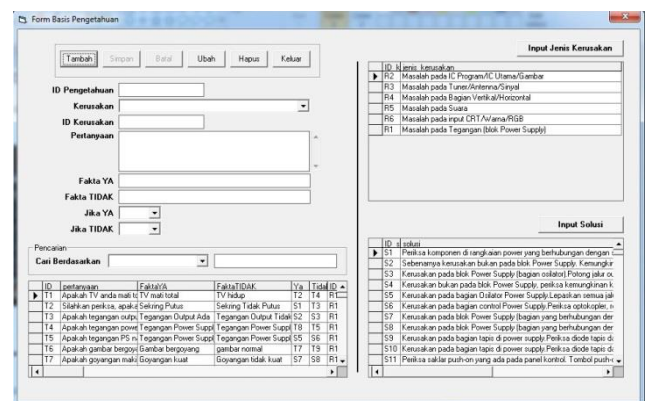 Form Basis Pengetahuan
Tambah Simpan Batal Ubah Hapus Keluar
ID Pengetahuan
Kerusakan
ID Kerusakan
Pertanyaan
Fakta YA
Fakta TIDAK
Jika YA
Jika TIDAK
Pencarian
Cari Berdasarkan
ID pertanyaan FaktaYA FaktaTIDAK Ya Tidal ID
T1 Apakah TV anda mati to TV mati total TV hidup T2 T4 R1
T2 Silahkan periksa, apaka Sekring Putus Sekring Tidak Putus S1 T3 R1
T3 Apakah tegangan outpu Tegangan Output Ada Tegangan Output Tidak S2 S3 R1
T4 Apakah tegangan powe Tegangan Power Suppl Tegangan Power Suppl T8 T5 R1
T5 Apakah tegangan PS n Tegangan Power Suppl Tegangan Power Suppl S5 S6 R1
T6 Apakah gambar bergoy Gambar bergoyang gambar normal T7 T9 R1
T7 Apakah goyangan maki Goyangan kuat Goyangan tidak kuat S7 S8 R1
Input Jenis Kerusakan
ID_k jenis_kerusakan
R2 Masalah pada IC Program/IC Utama/Gambar
R3 Masalah pada Tuner/Antenna/Sinyal
R4 Masalah pada Bagian Vertikal/Horizontal
R5 Masalah pada Suara
R6 Masalah pada input CRT/Warna/RGB
R1 Masalah pada Tegangan (blok Power Supply)
Input Solusi
ID_s solusi
S1 Periksa komponen di rangkaian power yang berhubungan dengan
S2 Sebenarnya kerusakan bukan pada blok Power Supply. Kemungkir
S3 Kerusakan pada blok Power Supply (bagian osilator).Potong jalur ou
S4 Kerusakan bukan pada blok Power Supply, periksa kemungkinan k
S5 Kerusakan pada bagian Osilator Power Supply.Lepaskan semua jal
S6 Kerusakan pada bagian control Power Supply.Periksa optokopler, r
S7 Kerusakan pada blok Power Supply (bagian yang berhubungan der
S8 Kerusakan pada blok Power Supply (bagian yang berhubungan der
S9 Kerusakan pada bagian tapis di power supply.Periksa diode tapis da
S10 Kerusakan pada bagian tapis di power supply.Periksa diode tapis da
S11 Periksa saklar push-on yang ada pada panel kontrol. Tombol push-c